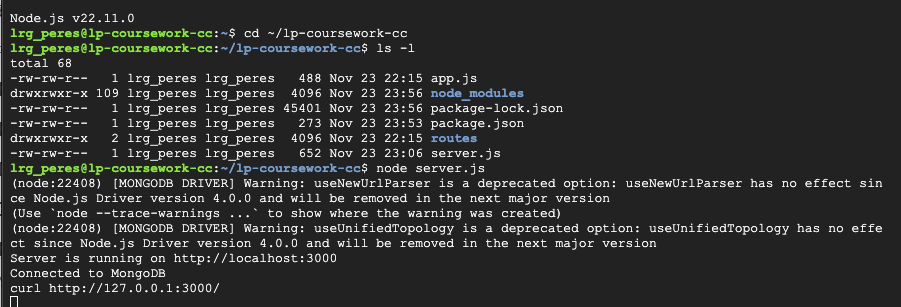 Node.js v22.11.0
lrg_peres@lp-coursework-cc:~$ cd ~/lp-coursework-cc
lrg_peres@lp-coursework-cc:~/lp-coursework-cc$ ls -l
total 68
-rw-rw-r--   1 lrg_peres lrg_peres   488 Nov 23 22:15 app.js
drwxrwxr-x 109 lrg_peres lrg_peres  4096 Nov 23 23:56 node_modules
-rw-rw-r--   1 lrg_peres lrg_peres 45401 Nov 23 23:56 package-lock.json
-rw-rw-r--   1 lrg_peres lrg_peres   273 Nov 23 23:53 package.json
drwxrwxr-x   2 lrg_peres lrg_peres  4096 Nov 23 22:15 routes
-rw-rw-r--   1 lrg_peres lrg_peres   652 Nov 23 23:06 server.js
lrg_peres@lp-coursework-cc:~/lp-coursework-cc$ node server.js
(node:22408) [MONGODB DRIVER] Warning: useNewUrlParser is a deprecated option: useNewUrlParser has no effect sin
ce Node.js Driver version 4.0.0 and will be removed in the next major version
(Use `node --trace-warnings ...` to show where the warning was created)
(node:22408) [MONGODB DRIVER] Warning: useUnifiedTopology is a deprecated option: useUnifiedTopology has no effe
ct since Node.js Driver version 4.0.0 and will be removed in the next major version
Server is running on http://localhost:3000
Connected to MongoDB
curl http://127.0.0.1:3000/